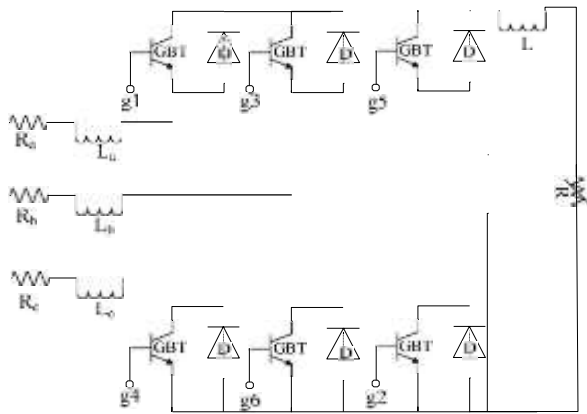 GBT D GBT D GBT D L
g1 g3 g5
Ra La
R
Rb Lb
Rc Lc
GBT D GBT D GBT D
g4 g6 g2